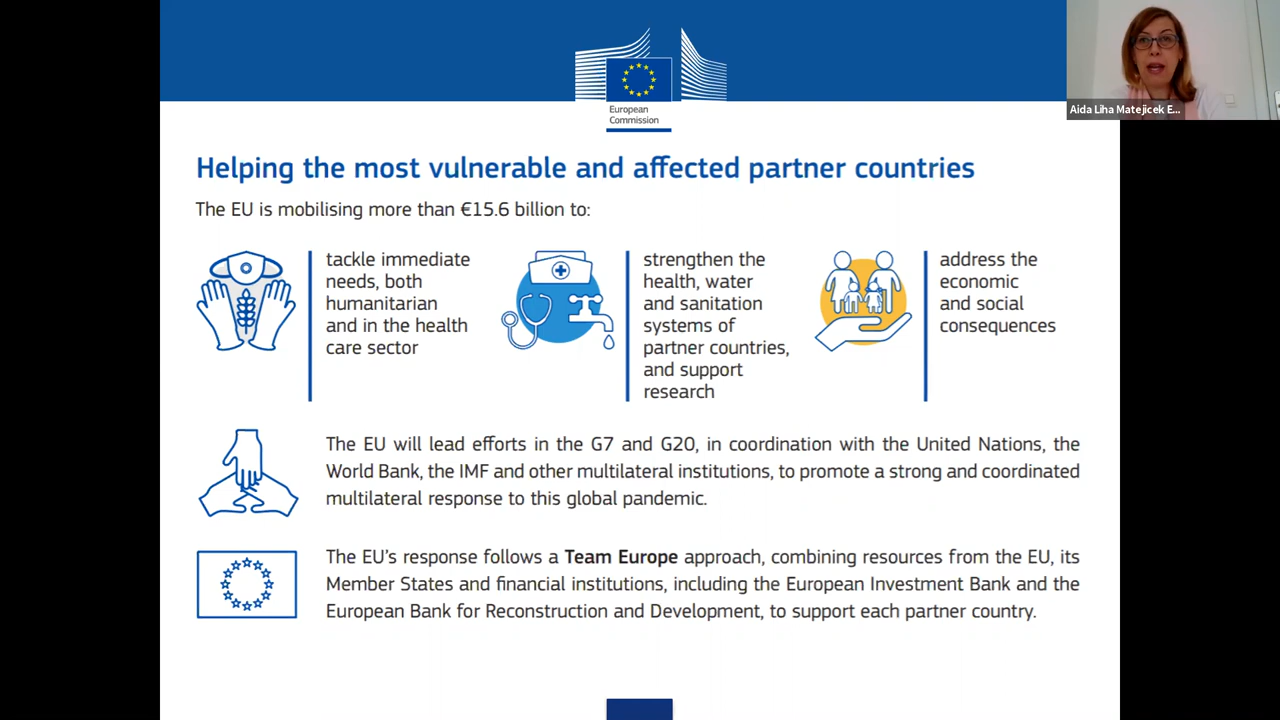 Aida Liha Matejicek E...
European
Commission
Helping the most vulnerable and affected partner countries
The EU is mobilising more than €15.6 billion to:
tackle immediate
needs, both
humanitarian
and in the health
care sector
strengthen the
health, water
and sanitation
systems of
partner countries,
and support
research
address the
economic
and social
consequences
The EU will lead efforts in the G7 and G20, in coordination with the United Nations, the
World Bank, the IMF and other multilateral institutions, to promote a strong and coordinated
multilateral response to this global pandemic.
The EU's response follows a Team Europe approach, combining resources from the EU, its
Member States and financial institutions, including the European Investment Bank and the
European Bank for Reconstruction and Development, to support each partner country.